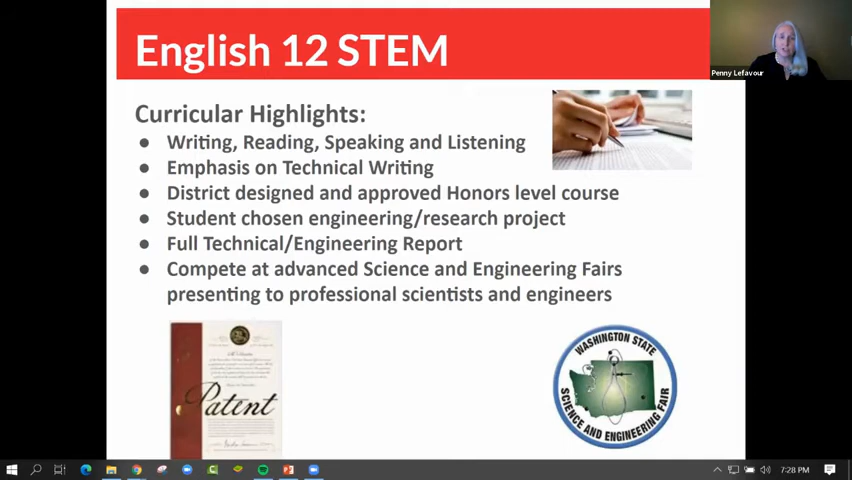 English 12 STEM
Penny Lefavour
Curricular Highlights:
● Writing, Reading, Speaking and Listening
● Emphasis on Technical Writing
● District designed and approved Honors level course
● Student chosen engineering/research project
● Full Technical/Engineering Report
● Compete at advanced Science and Engineering Fairs
presenting to professional scientists and engineers
Patent
WASHINGTON STATE
SCIENCE AND ENGINEERING FAIR
7:28 PM